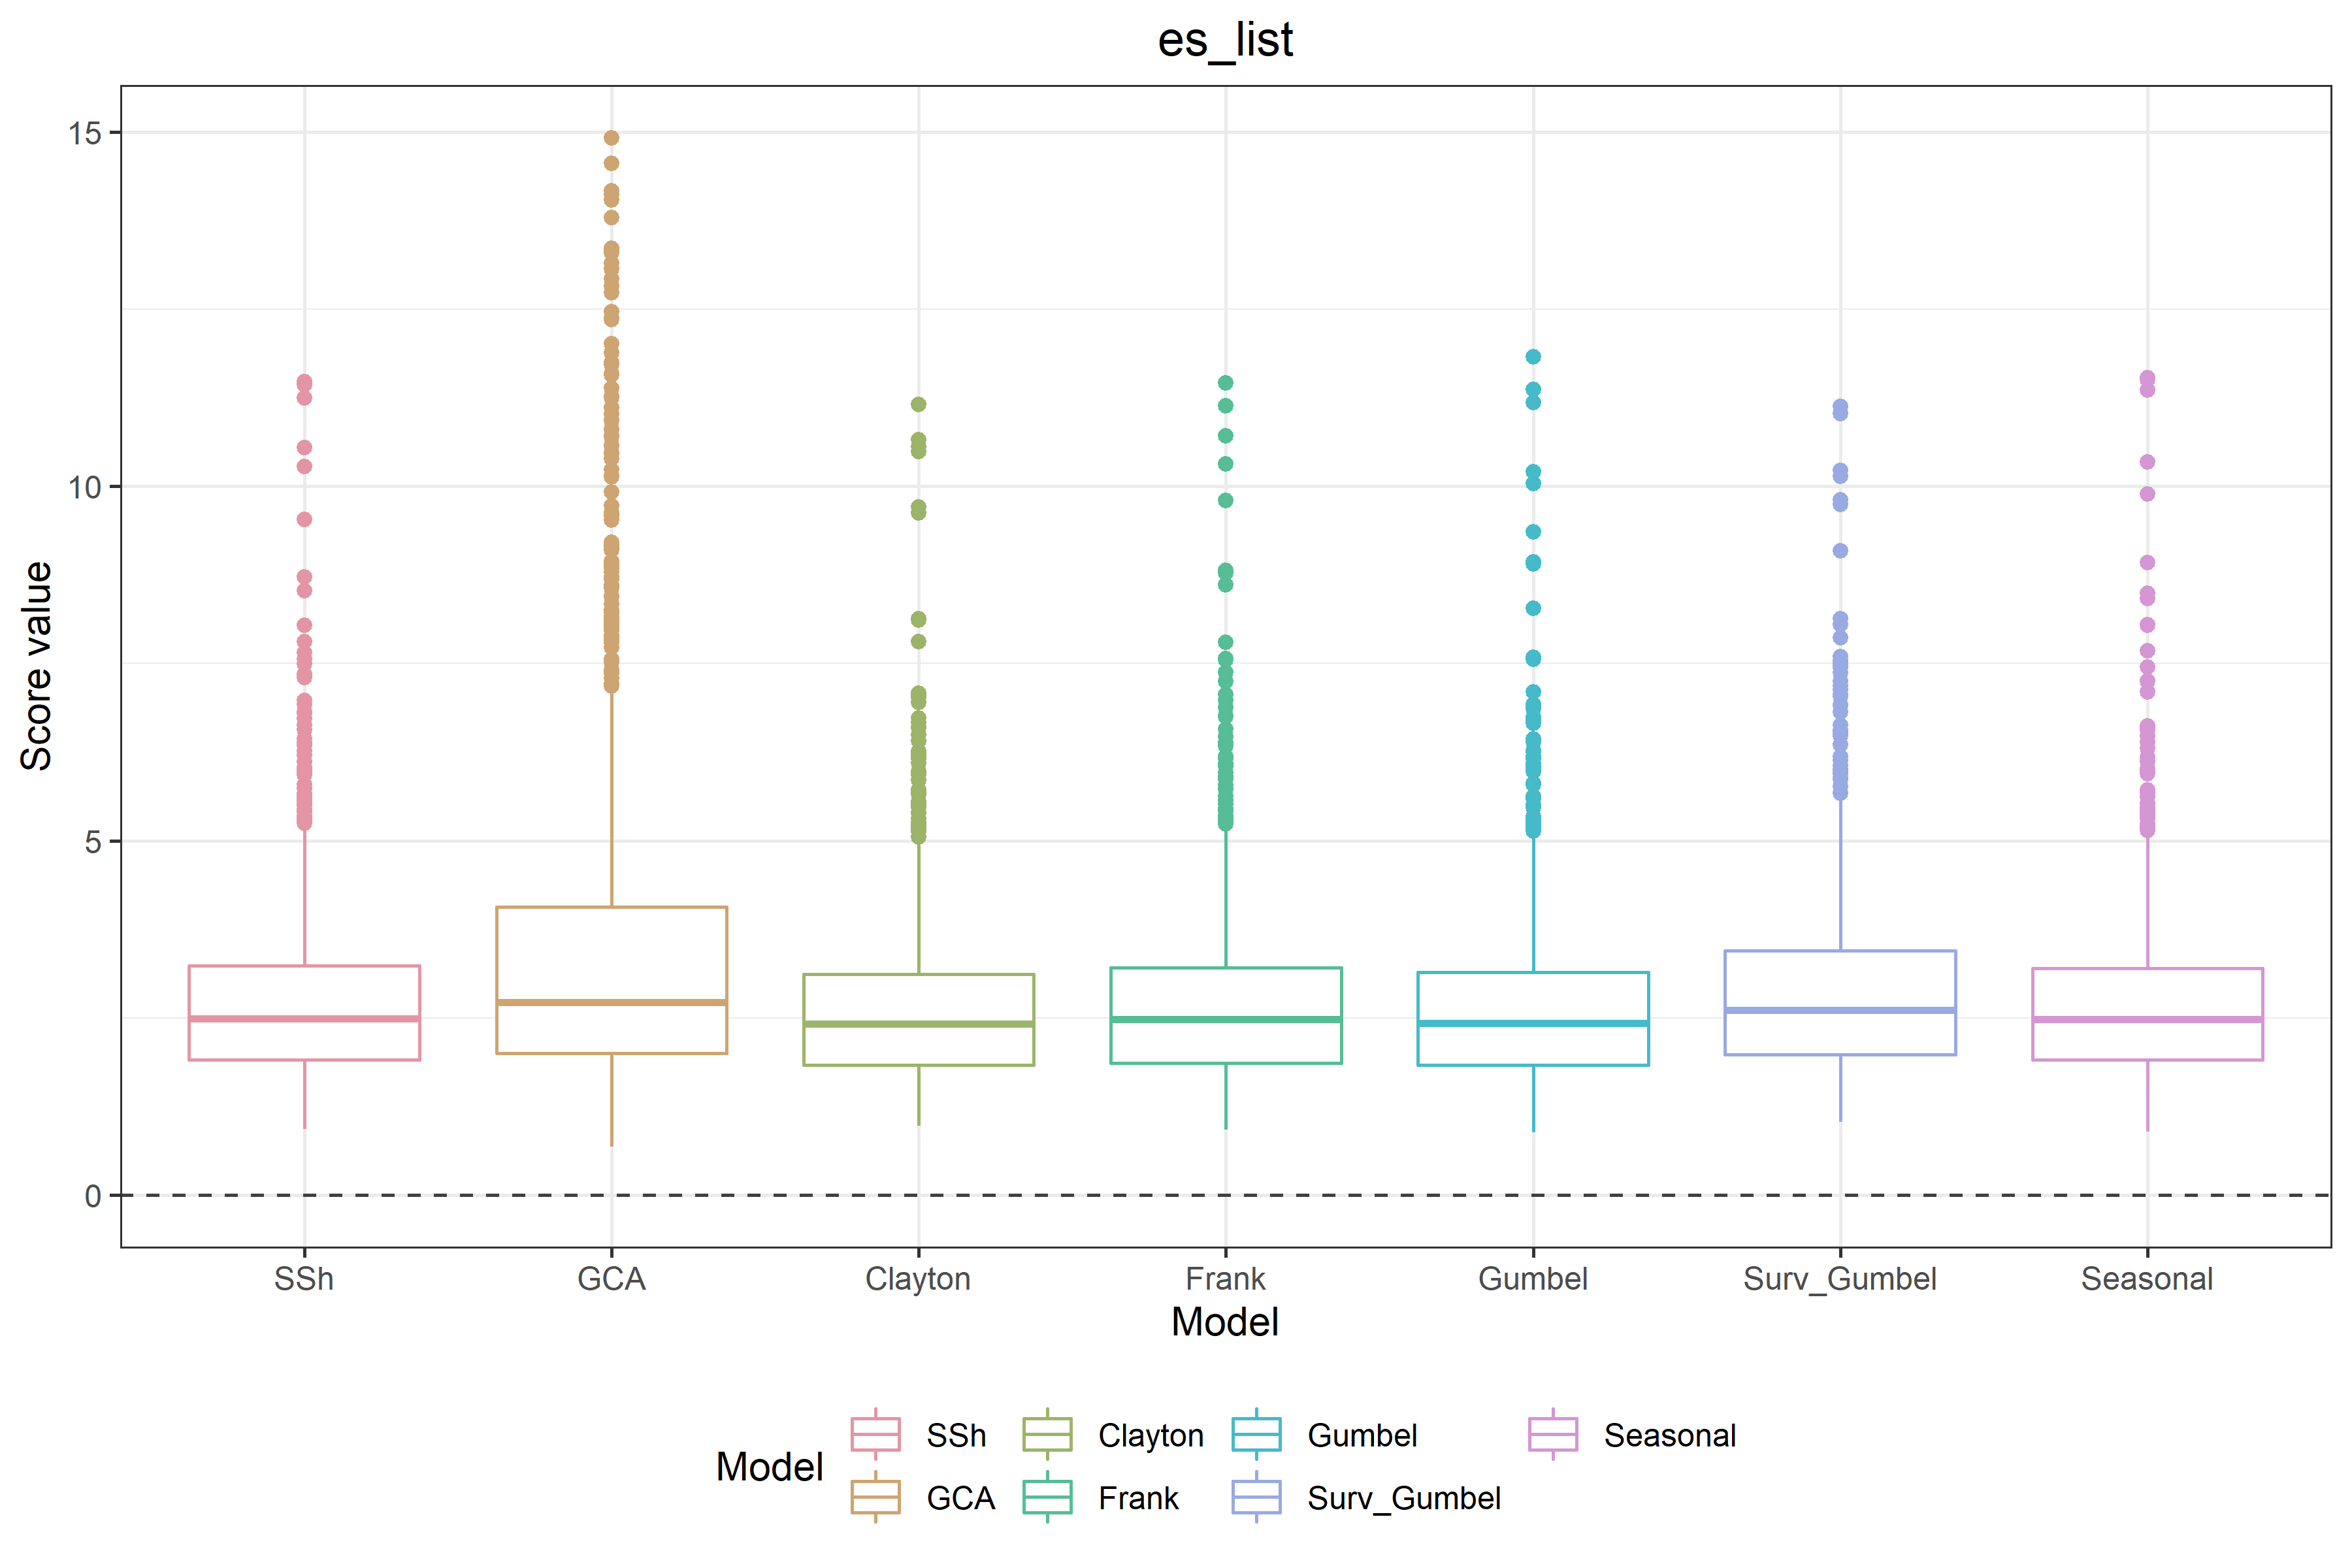 es_list
Score value
15
10
5
0
SSh GCA Clayton Frank Gumbel Surv_Gumbel Seasonal
Model
Model
SSh Clayton Gumbel Seasonal
GCA Frank Surv_Gumbel